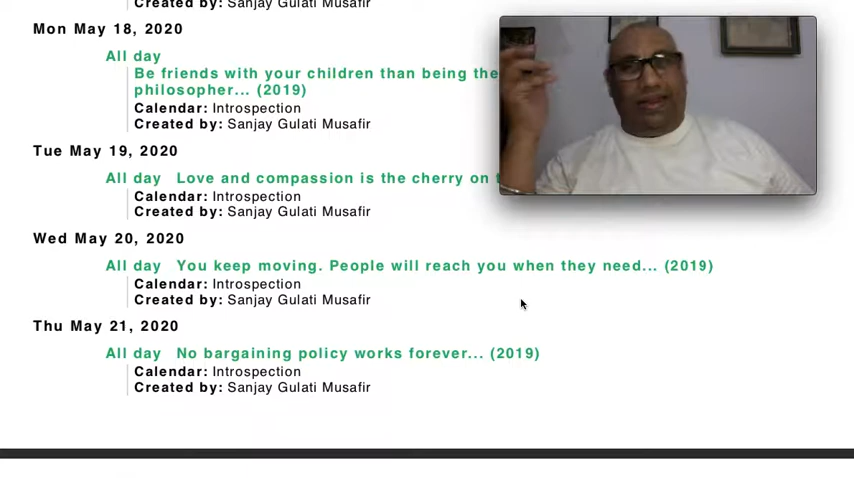 Created by: Sanjay Gulati Musafir
Mon May 18, 2020
All day
Be friends with your children than being the
philosopher... (2019)
Calendar: Introspection
Created by: Sanjay Gulati Musafir
Tue May 19, 2020
All day Love and compassion is the cherry on
Calendar: Introspection
Created by: Sanjay Gulati Musafir
Wed May 20, 2020
All day You keep moving. People will reach you when they need... (2019)
Calendar: Introspection
Created by: Sanjay Gulati Musafir
Thu May 21, 2020
All day No bargaining policy works forever... (2019)
Calendar: Introspection
Created by: Sanjay Gulati Musafir